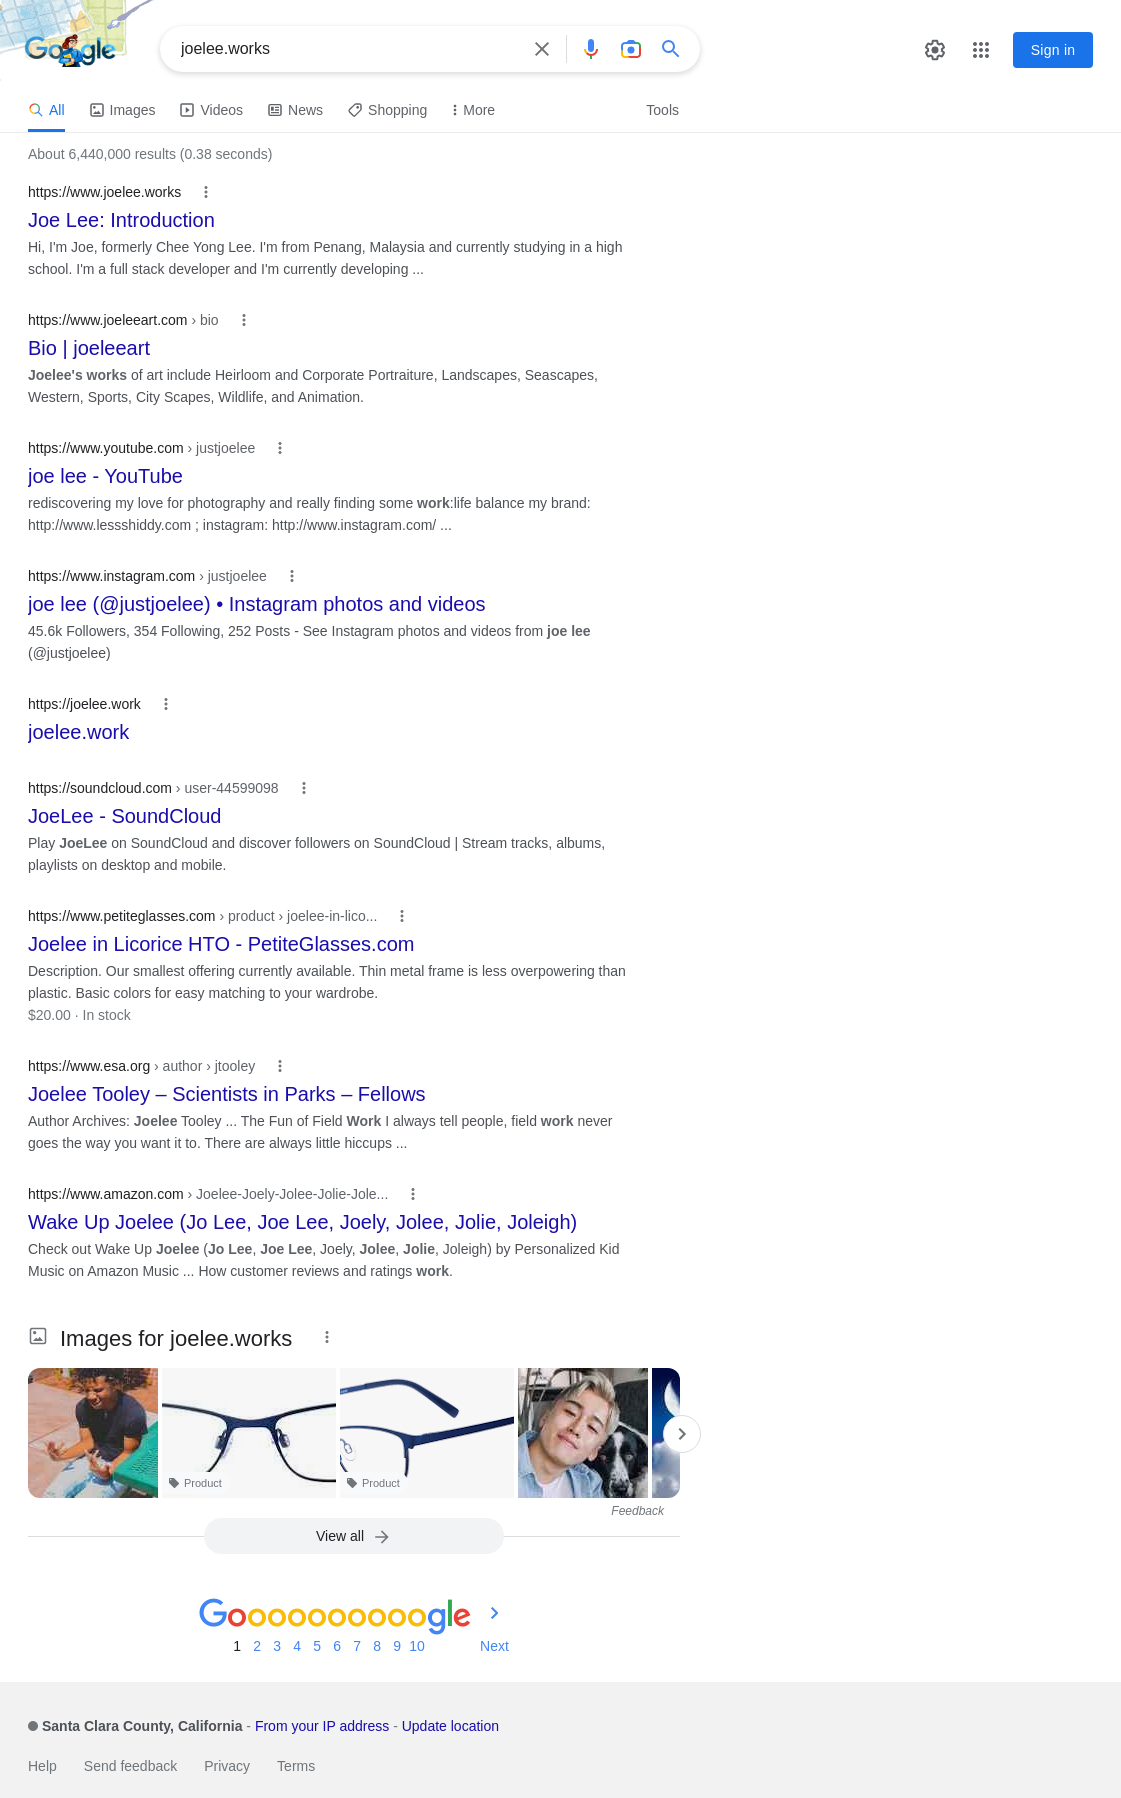 Google
joelee.works
Sign in
All Images Videos News Shopping More Tools
About 6,440,000 results (0.38 seconds)
https://www.joelee.works
Joe Lee: Introduction
Hi, I'm Joe, formerly Chee Yong Lee. I'm from Penang, Malaysia and currently studying in a high
school. I'm a full stack developer and I'm currently developing ...
https://www.joeleeart.com › bio
Bio | joeleeart
Joelee's works of art include Heirloom and Corporate Portraiture, Landscapes, Seascapes,
Western, Sports, City Scapes, Wildlife, and Animation.
https://www.youtube.com › justjoelee
joe lee - YouTube
rediscovering my love for photography and really finding some work:life balance my brand:
http://www.lessshiddy.com ; instagram: http://www.instagram.com/ ...
https://www.instagram.com › justjoelee
joe lee (@justjoelee) • Instagram photos and videos
45.6k Followers, 354 Following, 252 Posts - See Instagram photos and videos from joe lee
(@justjoelee)
https://joelee.work
joelee.work
https://soundcloud.com › user-44599098
JoeLee - SoundCloud
Play JoeLee on SoundCloud and discover followers on SoundCloud | Stream tracks, albums,
playlists on desktop and mobile.
https://www.petiteglasses.com › product › joelee-in-lico...
Joelee in Licorice HTO - PetiteGlasses.com
Description. Our smallest offering currently available. Thin metal frame is less overpowering than
plastic. Basic colors for easy matching to your wardrobe.
$20.00 · In stock
https://www.esa.org › author › jtooley
Joelee Tooley – Scientists in Parks – Fellows
Author Archives: Joelee Tooley ... The Fun of Field Work I always tell people, field work never
goes the way you want it to. There are always little hiccups ...
https://www.amazon.com › Joelee-Joely-Jolee-Jolie-Jole...
Wake Up Joelee (Jo Lee, Joe Lee, Joely, Jolee, Jolie, Joleigh)
Check out Wake Up Joelee (Jo Lee, Joe Lee, Joely, Jolee, Jolie, Joleigh) by Personalized Kid
Music on Amazon Music ... How customer reviews and ratings work.
Images for joelee.works
Product
Product
Feedback
View all
Goooooooooogle
1 2 3 4 5 6 7 8 9 10 Next
Santa Clara County, California - From your IP address - Update location
Help Send feedback Privacy Terms